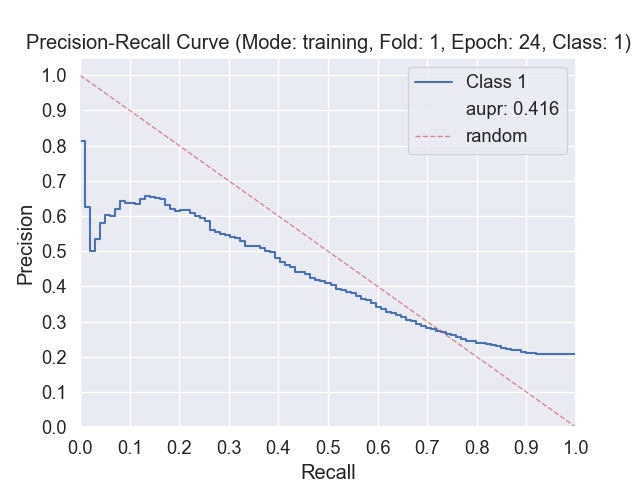 Precision-Recall Curve (Mode: training, Fold: 1, Epoch: 24, Class: 1)
Class 1
aupr: 0.416
random
1.0
0.9
0.8
0.7
0.6
0.5
0.4
0.3
0.2
0.1
0.0
Precision
0.0 0.1 0.2 0.3 0.4 0.5 0.6 0.7 0.8 0.9 1.0
Recall